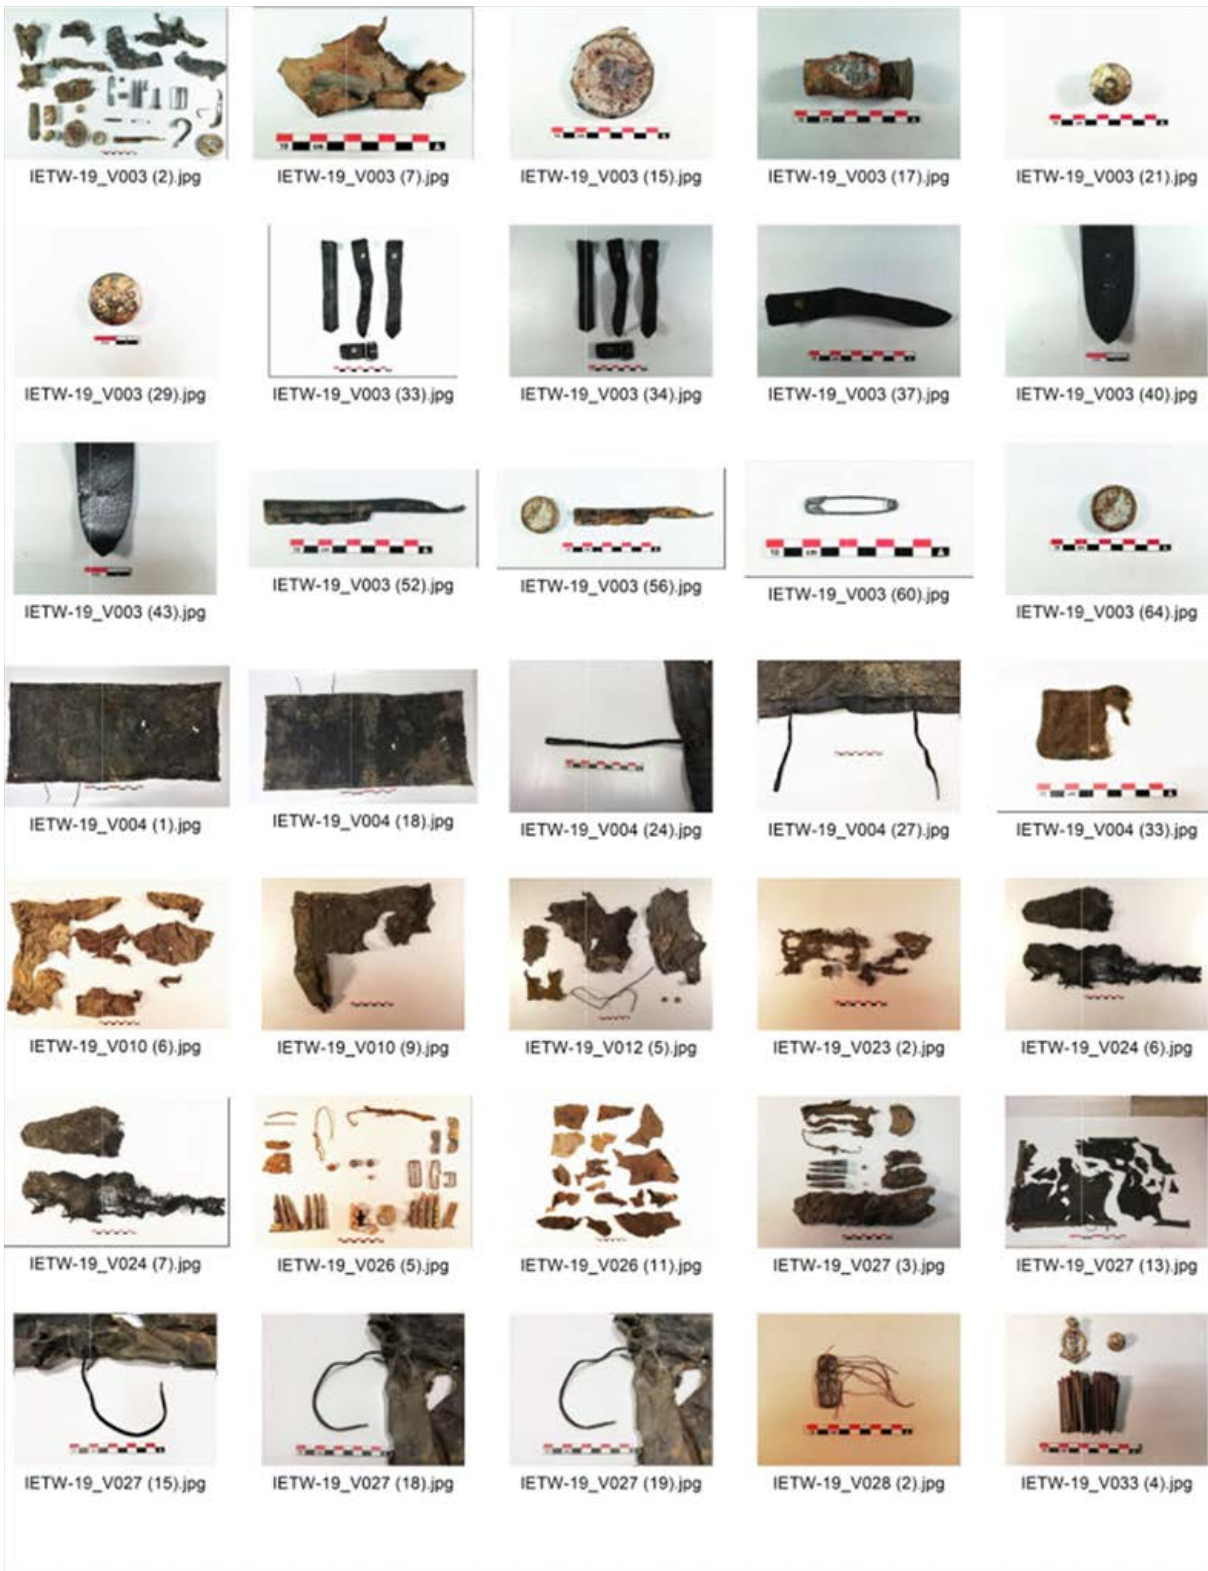 IETW-19_V003 (2).jpg IETW-19_V003 (7).jpg IETW-19_V003 (15).jpg IETW-19_V003 (17).jpg IETW-19_V003 (21).jpg
IETW-19_V003 (29).jpg IETW-19_V003 (33).jpg IETW-19_V003 (34).jpg IETW-19_V003 (37).jpg IETW-19_V003 (40).jpg
IETW-19_V003 (43).jpg IETW-19_V003 (52).jpg IETW-19_V003 (56).jpg IETW-19_V003 (60).jpg IETW-19_V003 (64).jpg
IETW-19_V004 (1).jpg IETW-19_V004 (18).jpg IETW-19_V004 (24).jpg IETW-19_V004 (27).jpg IETW-19_V004 (33).jpg
IETW-19_V010 (6).jpg IETW-19_V010 (9).jpg IETW-19_V012 (5).jpg IETW-19_V023 (2).jpg IETW-19_V024 (6).jpg
IETW-19_V024 (7).jpg IETW-19_V026 (5).jpg IETW-19_V026 (11).jpg IETW-19_V027 (3).jpg IETW-19_V027 (13).jpg
IETW-19_V027 (15).jpg IETW-19_V027 (18).jpg IETW-19_V027 (19).jpg IETW-19_V028 (2).jpg IETW-19_V033 (4).jpg